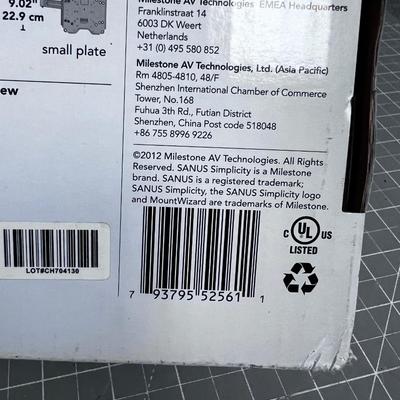 9.02"
22.9 cm
small plate
ew
Milestone AV Technologies EMEA Headquarters
Franklinstraat 14
6003 DK Weert
Netherlands
+31 (0) 495 580 852
Milestone AV Technologies, Ltd. (Asia Pacific)
Rm 4805-4810, 48/F
Shenzhen International Chamber of Commerce
Tower, No.168
Fuhua 3th Rd., Futian District
Shenzhen, China Post code 518048
+86 755 8996 9226
©2012 Milestone AV Technologies. All Rights
Reserved. SANUS Simplicity is a Milestone
brand. SANUS is a registered trademark;
SANUS Simplicity, the SANUS Simplicity logo
and MountWizard are trademarks of Milestone.
LOT#CH704130
7 93795 52561 1
C UL US
LISTED